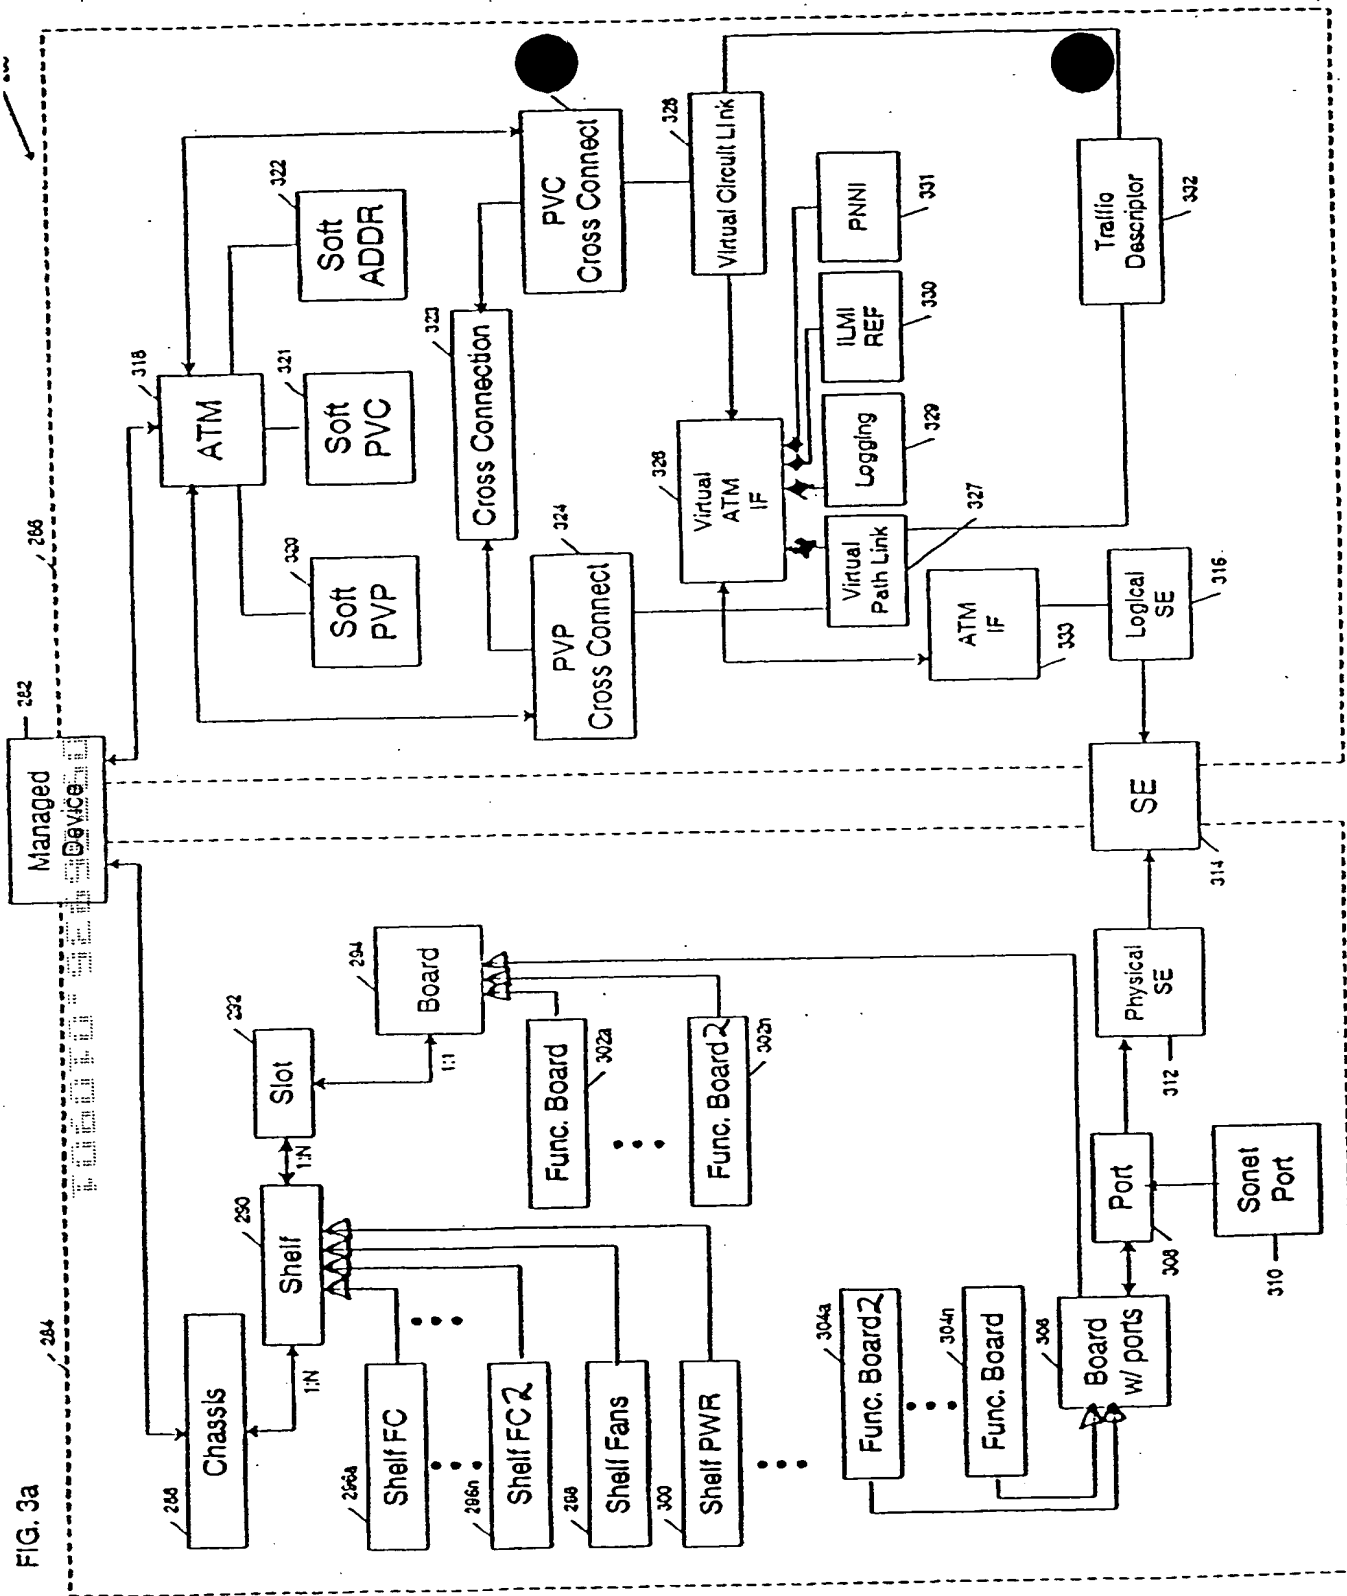 FIG. 3a
284
Managed
Device
282
286
Chassis
288
1:N
Shelf
290
1:N
Slot
292
1:1
Board
294
Shelf FC
296a
Shelf FC2
296n
Shelf Fans
298
Shelf PWR
300
Func. Board
302a
Func. Board2
302n
Func. Board2
304a
Func. Board
304n
Board
w/ ports
306
Port
308
Sonet
Port
310
Physical
SE
312
SE
314
Logical
SE
316
ATM
318
Soft
PVP
320
Soft
PVC
321
Soft
ADDR
322
Cross Connection
323
PVP
Cross Connect
324
PVC
Cross Connect
Virtual
ATM
IF
326
Virtual
Path Link
327
Virtual Circuit Link
328
Logging
329
ILMI
REF
330
PNNI
331
Traffic
Descriptor
332
ATM
IF
333